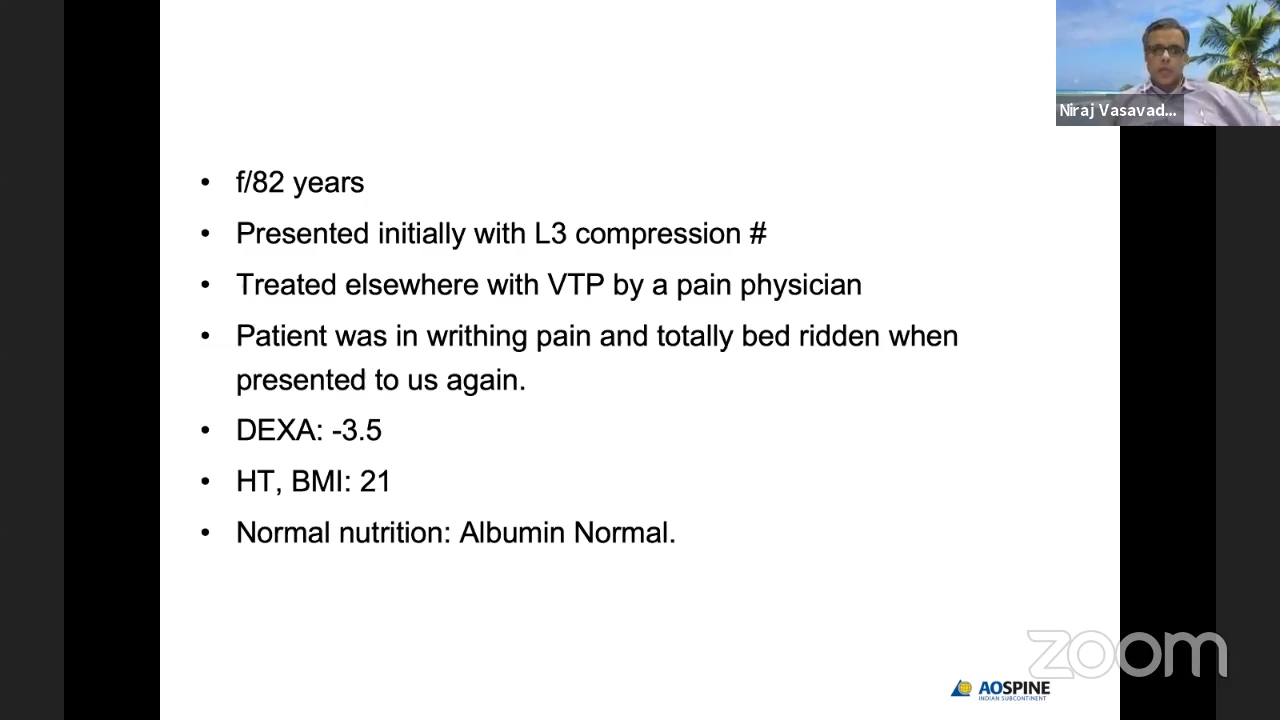 Niraj Vasavad...
• f/82 years
• Presented initially with L3 compression #
• Treated elsewhere with VTP by a pain physician
• Patient was in writhing pain and totally bed ridden when
presented to us again.
• DEXA: -3.5
• HT, BMI: 21
• Normal nutrition: Albumin Normal.
zoom
AOSPINE
INDIAN SUBCONTINENT